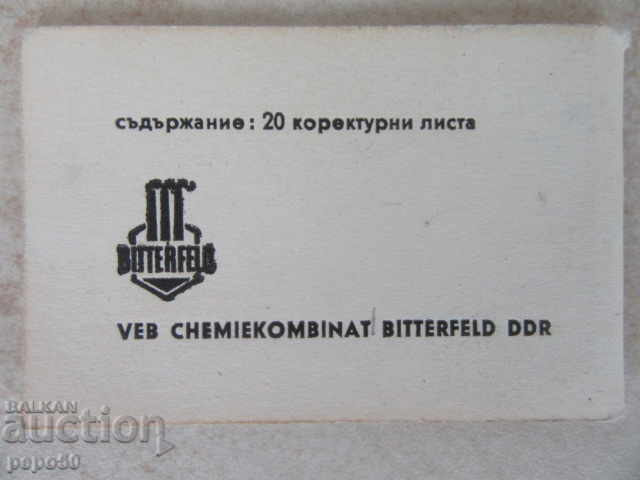 съдържание: 20 коректурни листа
BITTERFELD
VEB CHEMIEKOMBINAT BITTERFELD DDR
BALKAN
auction
popo50